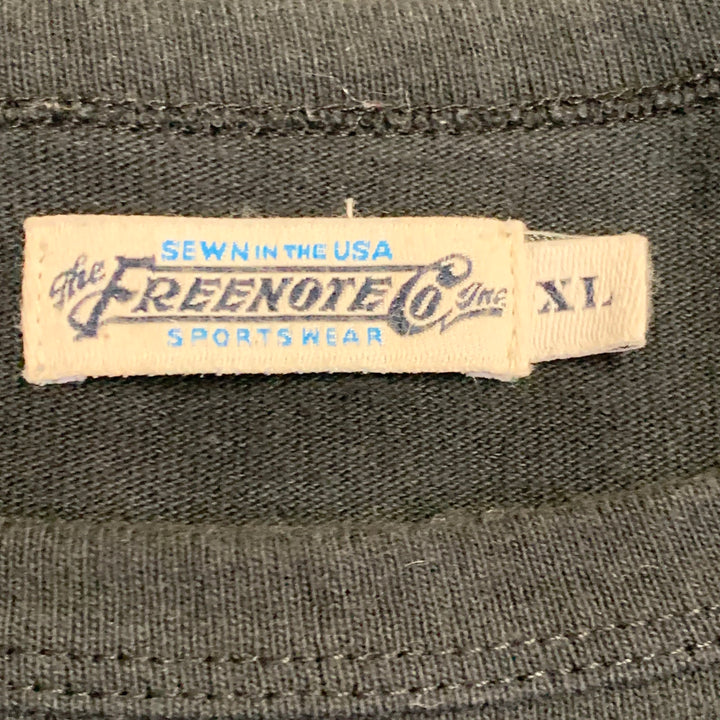 SEWN IN THE USA
The FREENOTE Co Inc
SPORTSWEAR
XL